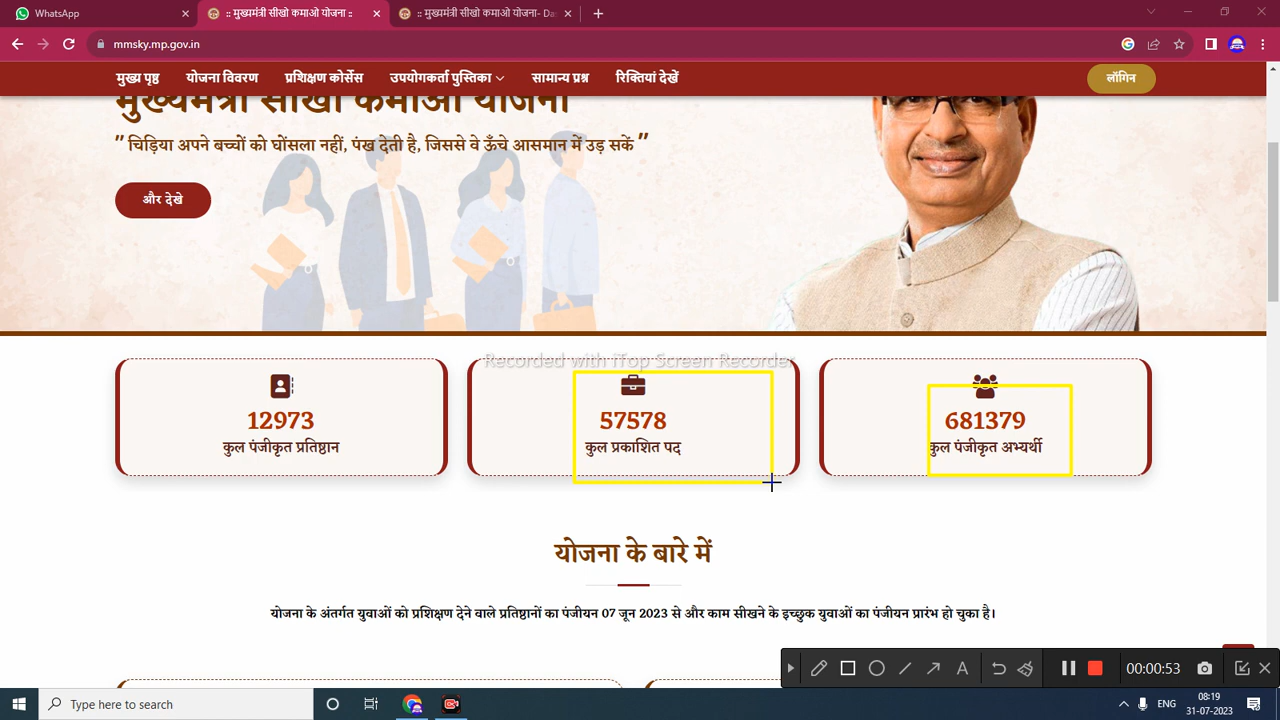 WhatsApp
:: मुख्यमंत्री सीखो कमाओ योजना ::
:: मुख्यमंत्री सीखो कमाओ योजना- Da
mmsky.mp.gov.in
मुख्य पृष्ठ योजना विवरण प्रशिक्षण कोर्सेस उपयोगकर्ता पुस्तिका सामान्य प्रश्न रिक्तियां देखें लॉगिन
मुख्यमंत्री सीखो कमाओ योजना
" चिड़िया अपने बच्चों को घोंसला नहीं, पंख देती है, जिससे वे ऊँचे आसमान में उड़ सकें "
और देखे
Recorded with iTop Screen Recorder
12973
कुल पंजीकृत प्रतिष्ठान
57578
कुल प्रकाशित पद
681379
कुल पंजीकृत अभ्यर्थी
योजना के बारे में
योजना के अंतर्गत युवाओं को प्रशिक्षण देने वाले प्रतिष्ठानों का पंजीयन 07 जून 2023 से और काम सीखने के इच्छुक युवाओं का पंजीयन प्रारंभ हो चुका है।
A
00:00:53
Type here to search
ENG
08:19
31-07-2023